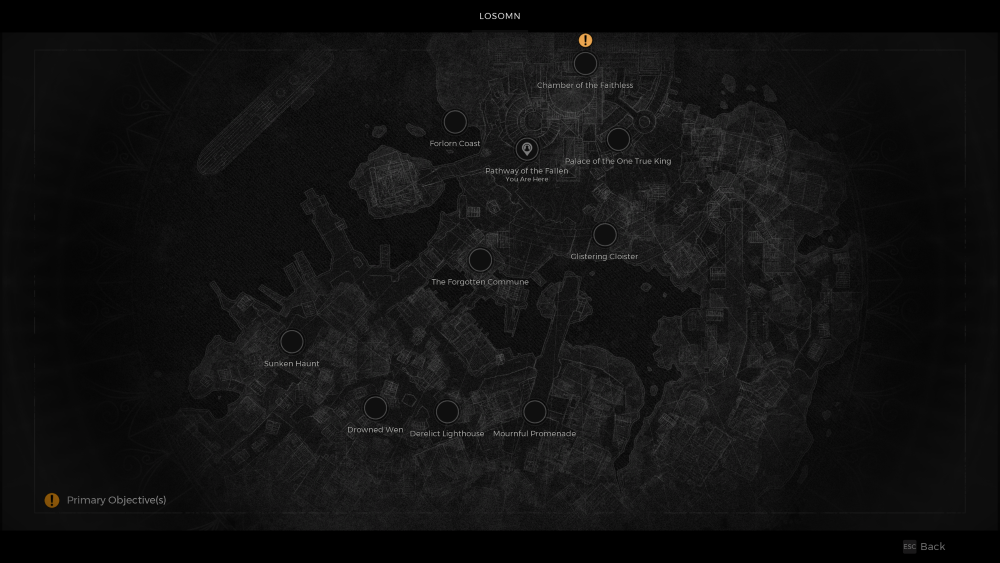 LOSOMN
Chamber of the Faithless
Forlorn Coast
Palace of the One True King
Pathway of the Fallen
You Are Here
Glistering Cloister
The Forgotten Commune
Sunken Haunt
Drowned Wen
Derelict Lighthouse
Mournful Promenade
! Primary Objective(s)
ESC Back